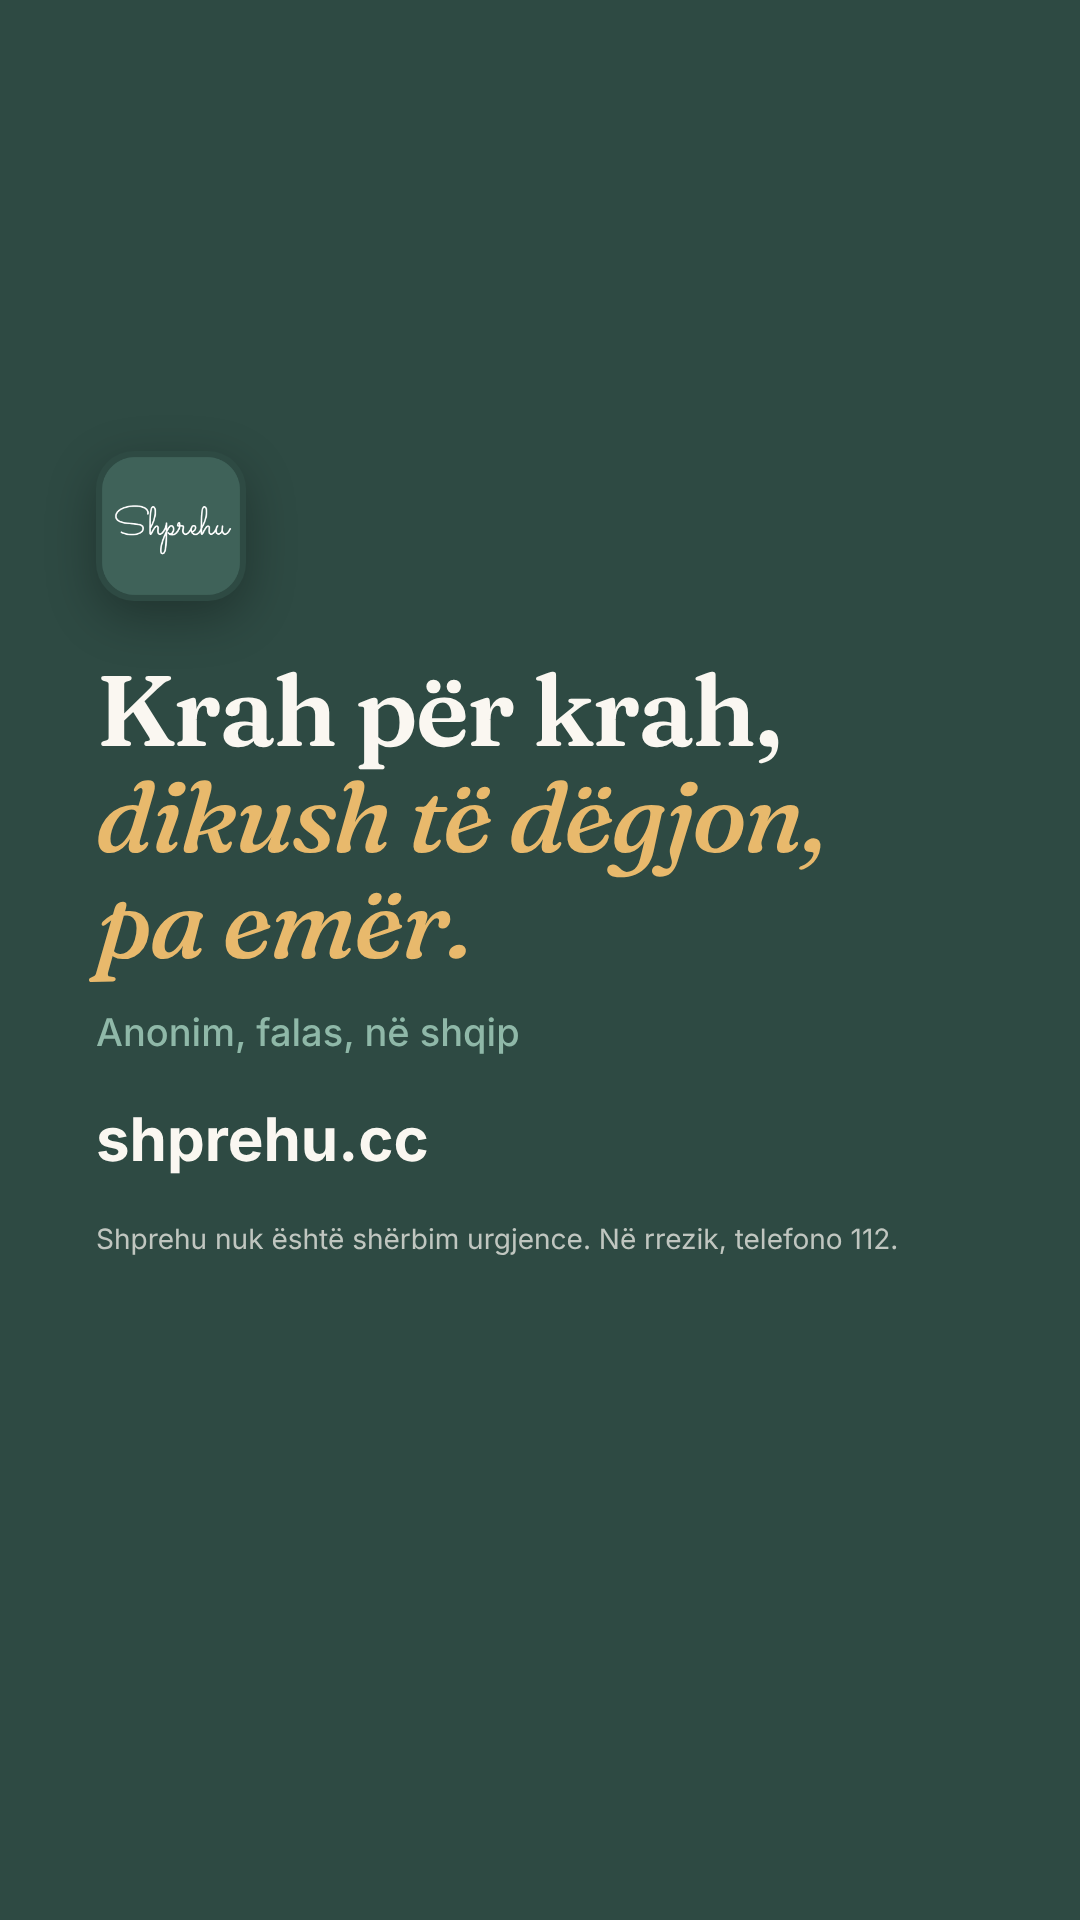 Shprehu
Krah për krah,
dikush të dëgjon,
pa emër.
Anonim, falas, në shqip
shprehu.cc
Shprehu nuk është shërbim urgjence. Në rrezik, telefono 112.